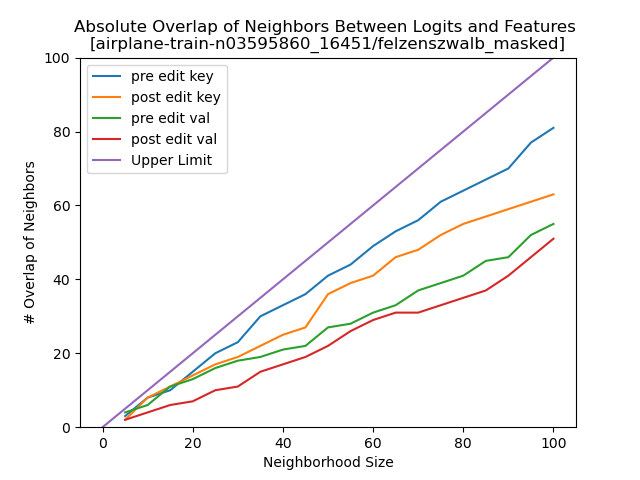 Absolute Overlap of Neighbors Between Logits and Features
[airplane-train-n03595860_16451/felzenszwalb_masked]
pre edit key
post edit key
pre edit val
post edit val
Upper Limit
# Overlap of Neighbors
100
80
60
40
20
0
0 20 40 60 80 100
Neighborhood Size